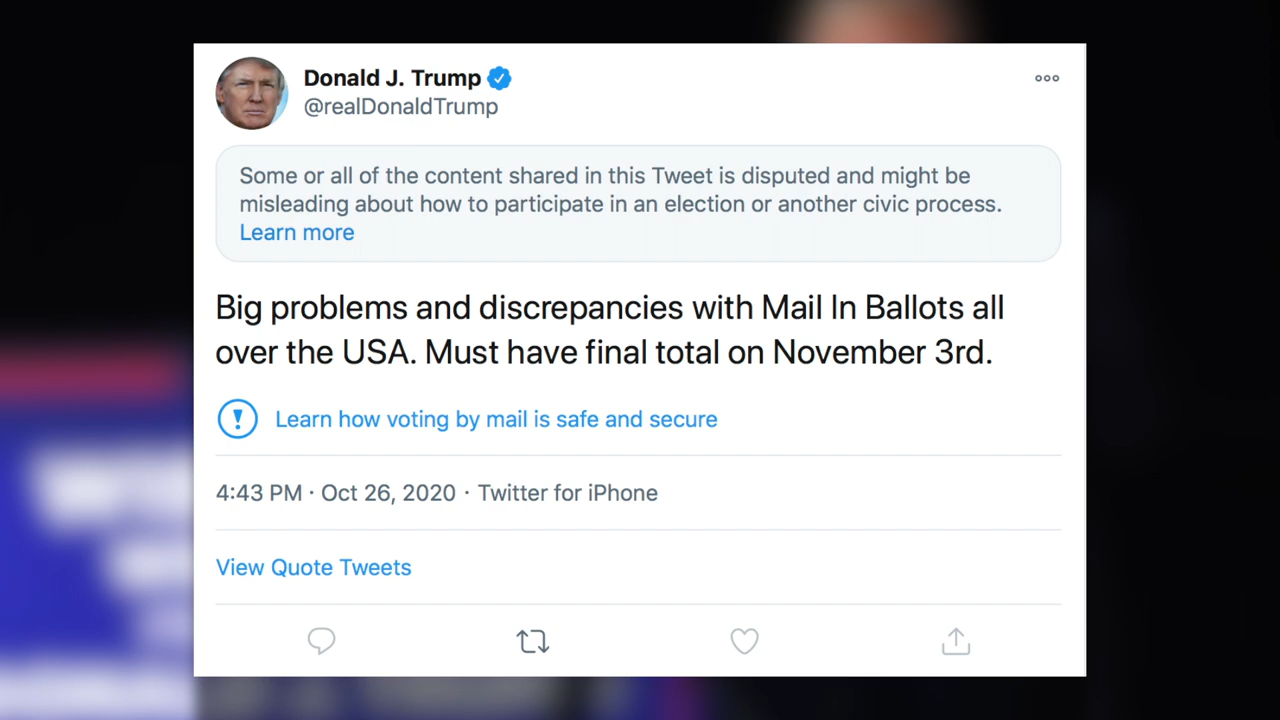 Donald J. Trump
@realDonaldTrump
Some or all of the content shared in this Tweet is disputed and might be
misleading about how to participate in an election or another civic process.
Learn more
Big problems and discrepancies with Mail In Ballots all
over the USA. Must have final total on November 3rd.
Learn how voting by mail is safe and secure
4:43 PM · Oct 26, 2020 · Twitter for iPhone
View Quote Tweets